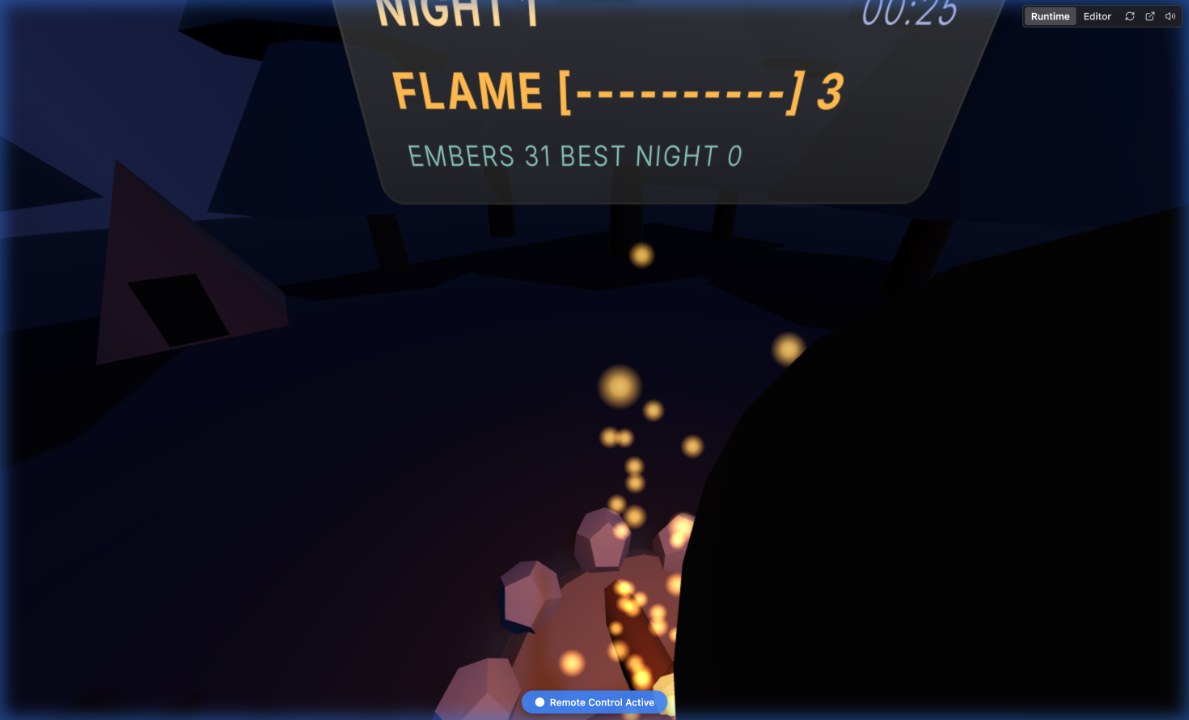 NIGHT 1 00:25
FLAME [----------] 3
EMBERS 31 BEST NIGHT 0
Runtime Editor
Remote Control Active